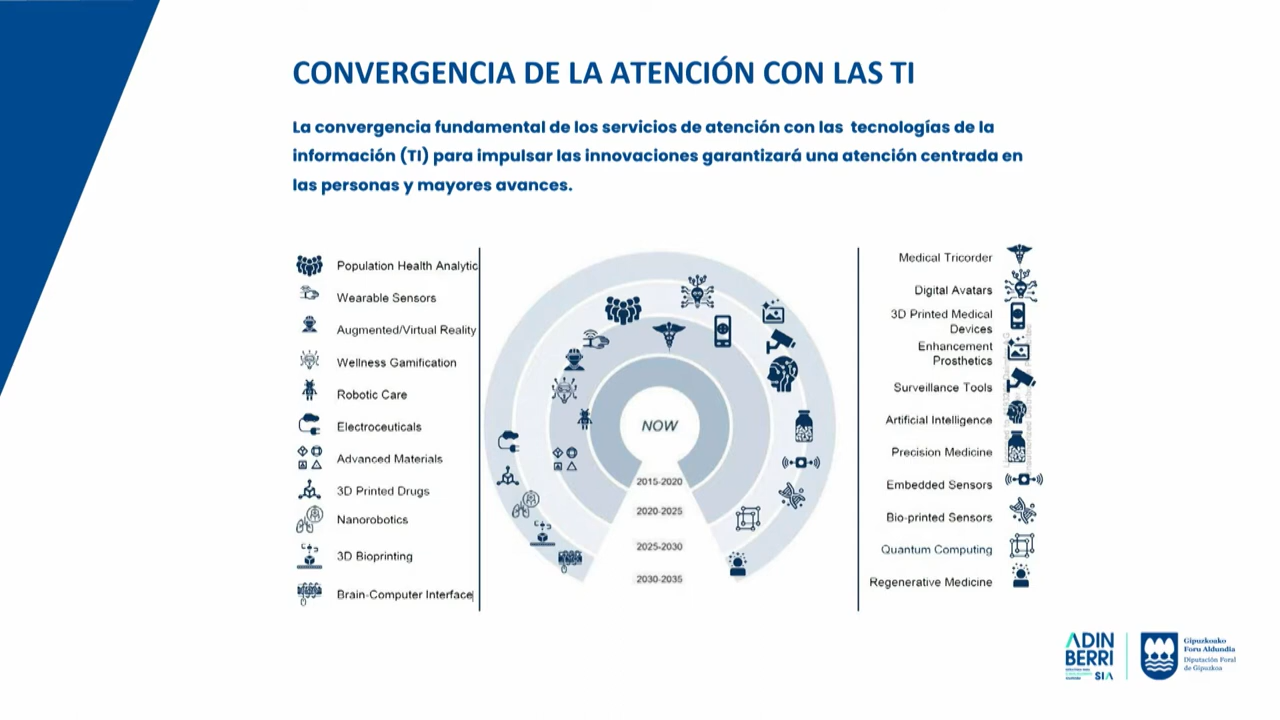 CONVERGENCIA DE LA ATENCIÓN CON LAS TI
La convergencia fundamental de los servicios de atención con las tecnologías de la
información (TI) para impulsar las innovaciones garantizará una atención centrada en
las personas y mayores avances.
Population Health Analytic
Wearable Sensors
Augmented/Virtual Reality
Wellness Gamification
Robotic Care
Electroceuticals
Advanced Materials
3D Printed Drugs
Nanorobotics
3D Bioprinting
Brain-Computer Interface
NOW
2015-2020
2020-2025
2025-2030
2030-2035
Medical Tricorder
Digital Avatars
3D Printed Medical
Devices
Enhancement
Prosthetics
Surveillance Tools
Artificial Intelligence
Precision Medicine
Embedded Sensors
Bio-printed Sensors
Quantum Computing
Regenerative Medicine
ADIN
BERRI
SIA
Gipuzkoako
Foru Aldundia
Diputación Foral
de Gipuzkoa